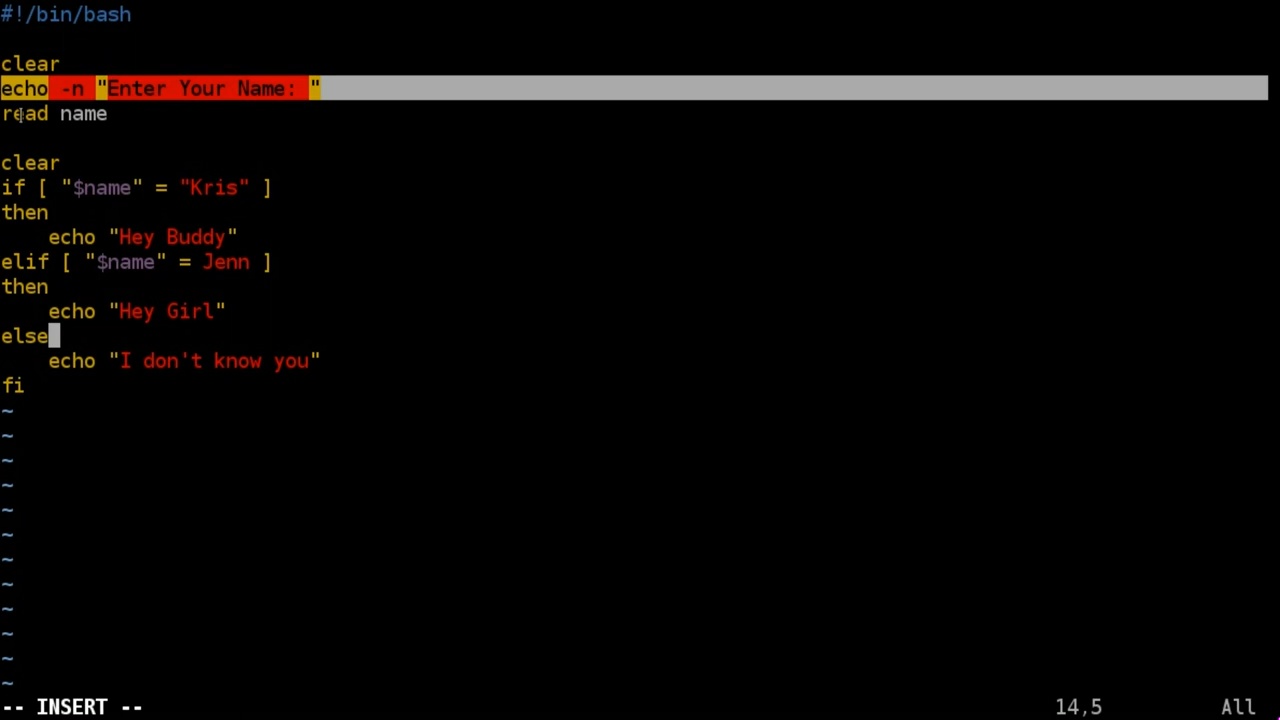 #!/bin/bash

clear
echo -n "Enter Your Name: "
read name

clear
if [ "$name" = "Kris" ]
then
    echo "Hey Buddy"
elif [ "$name" = Jenn ]
then
    echo "Hey Girl"
else
    echo "I don't know you"
fi
~
~
~
~
~
~
~
~
~
~
~
~
-- INSERT -- 14,5 All